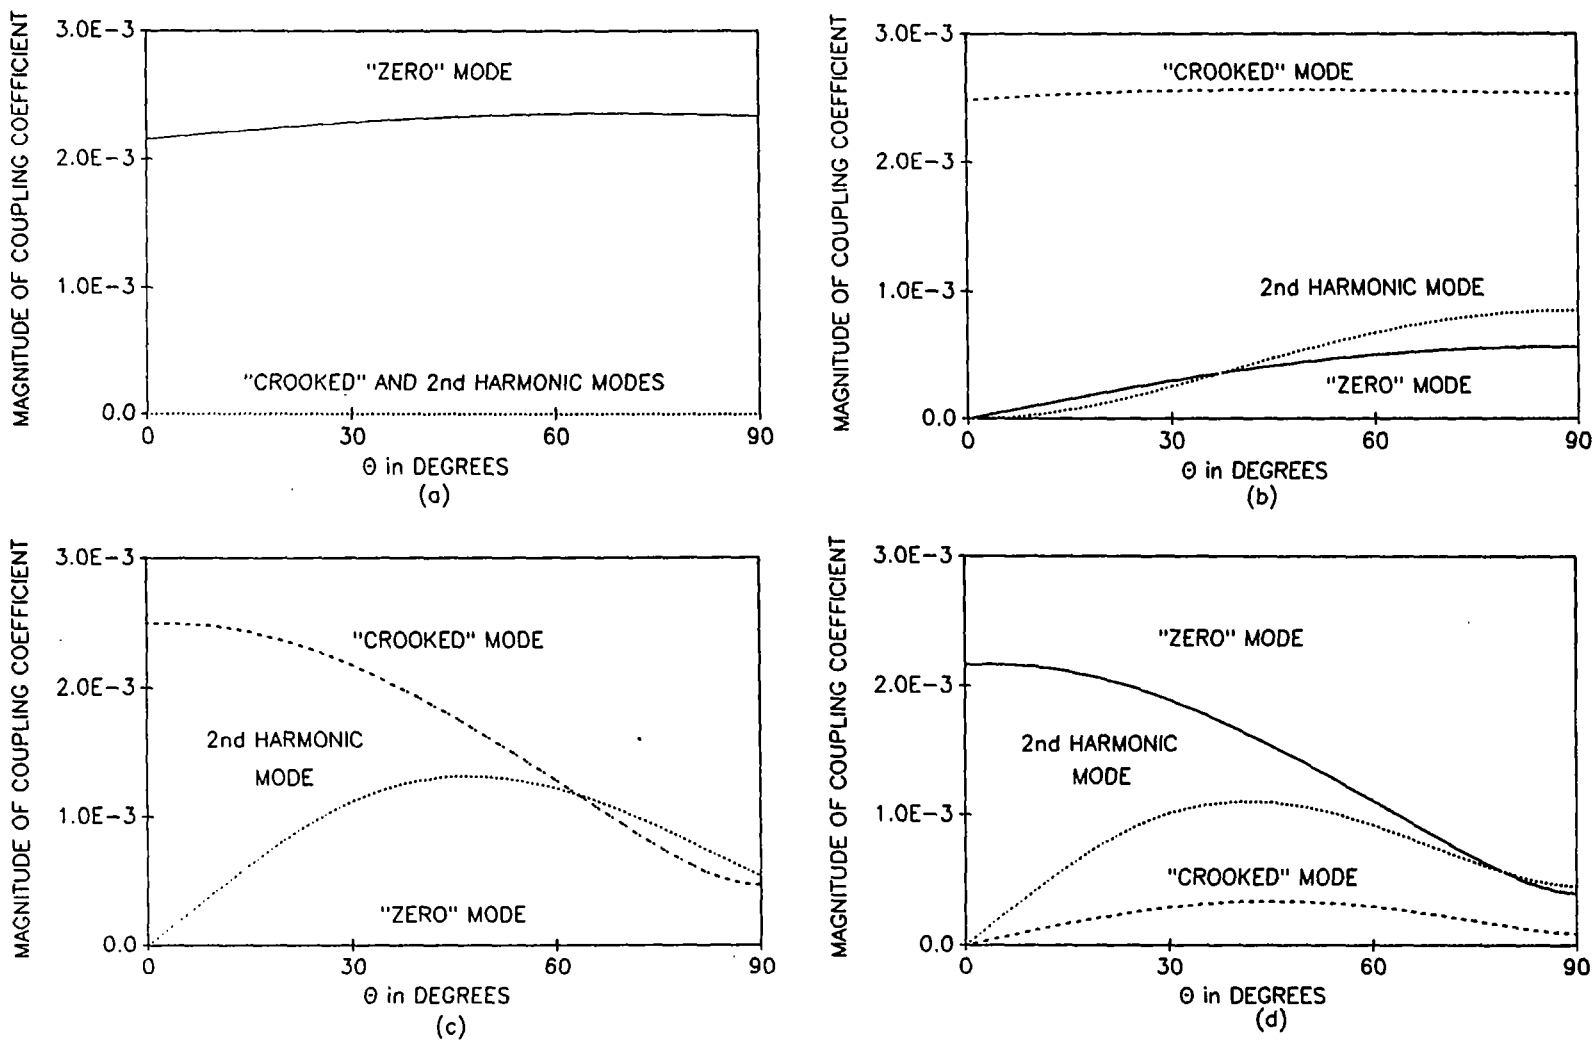 MAGNITUDE OF COUPLING COEFFICIENT
3.0E-3
2.0E-3
1.0E-3
0.0
"ZERO" MODE
"CROOKED" AND 2nd HARMONIC MODES
0 30 60 90
Θ in DEGREES
(a)
MAGNITUDE OF COUPLING COEFFICIENT
3.0E-3
2.0E-3
1.0E-3
0.0
"CROOKED" MODE
2nd HARMONIC MODE
"ZERO" MODE
0 30 60 90
Θ in DEGREES
(b)
MAGNITUDE OF COUPLING COEFFICIENT
3.0E-3
2.0E-3
1.0E-3
0.0
"CROOKED" MODE
2nd HARMONIC
MODE
"ZERO" MODE
0 30 60 90
Θ in DEGREES
(c)
MAGNITUDE OF COUPLING COEFFICIENT
3.0E-3
2.0E-3
1.0E-3
0.0
"ZERO" MODE
2nd HARMONIC
MODE
"CROOKED" MODE
0 30 60 90
Θ in DEGREES
(d)